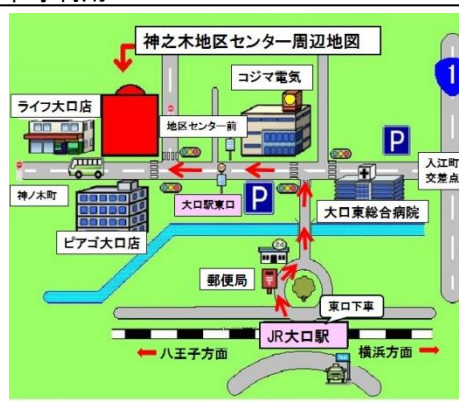 神之木地区センター周辺地図
コジマ電気
1
ライフ大口店
地区センター前
P
入江町
交差点
神ノ木町
大口駅東口
P
大口東総合病院
ピアゴ大口店
24
郵便局
東口下車
JR大口駅
八王子方面
横浜方面